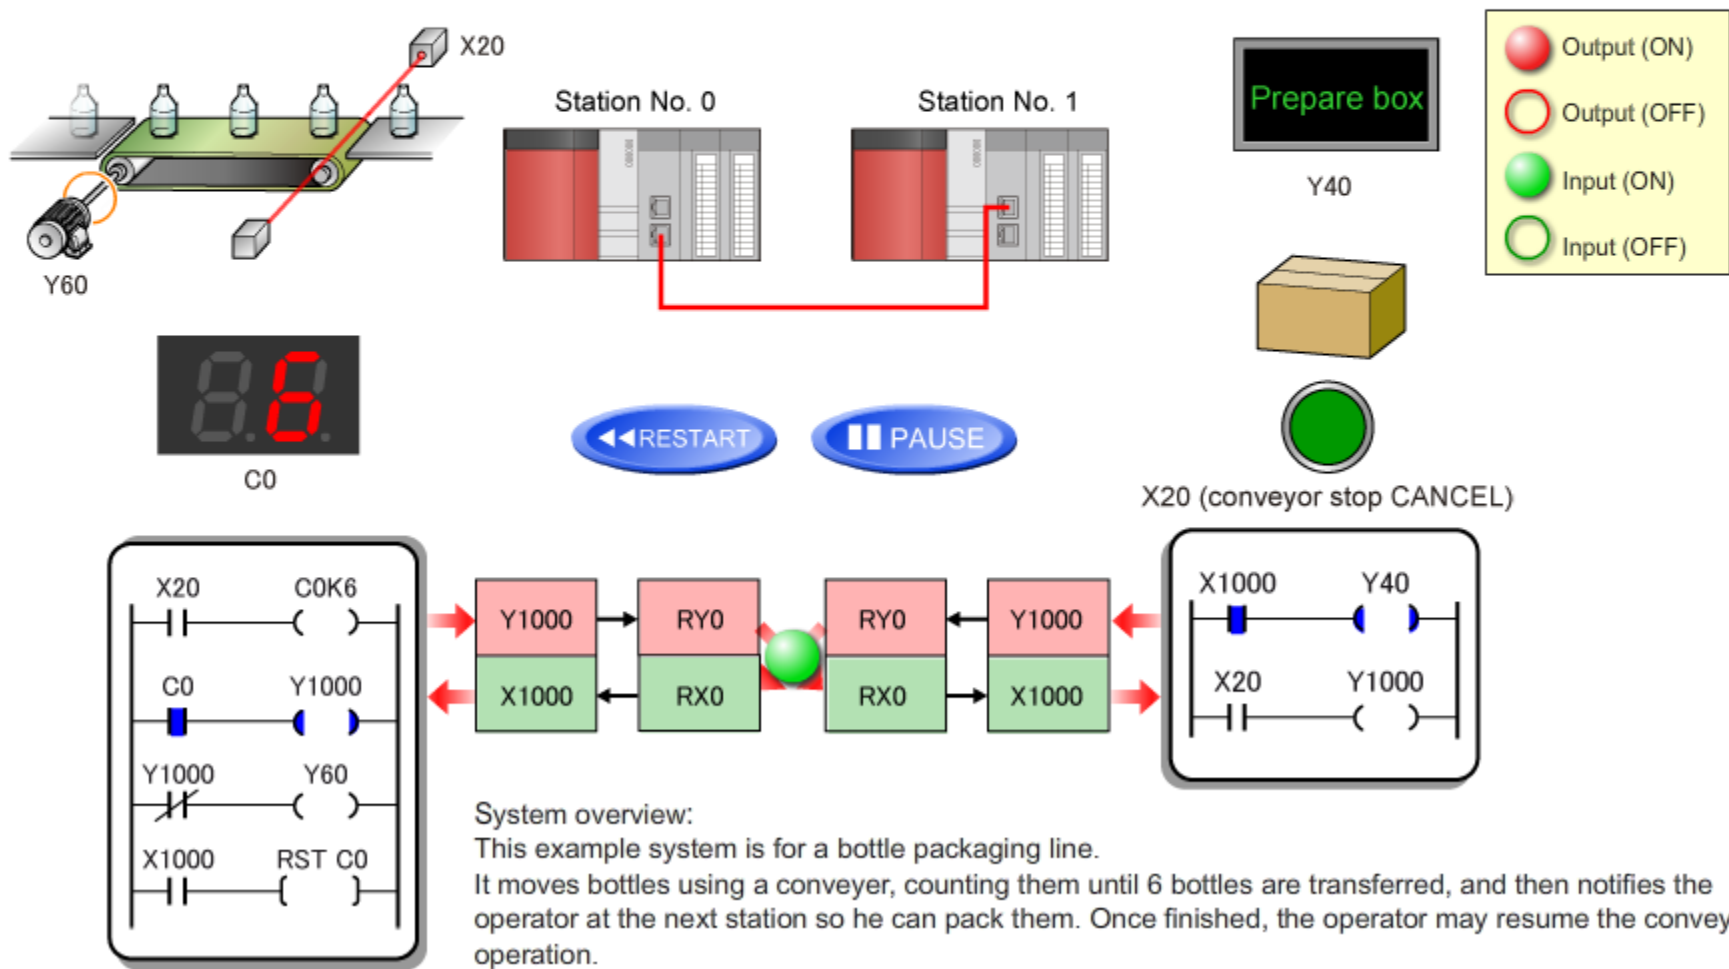 X20
Station No. 0
Station No. 1
Prepare box
Y40
Output (ON)
Output (OFF)
Input (ON)
Input (OFF)
Y60
6
C0
RESTART
PAUSE
X20 (conveyor stop CANCEL)
X20 C0K6
C0 Y1000
Y1000 Y60
X1000 RST C0
Y1000 RY0 RY0 Y1000
X1000 RX0 RX0 X1000
X1000 Y40
X20 Y1000
System overview:
This example system is for a bottle packaging line.
It moves bottles using a conveyer, counting them until 6 bottles are transferred, and then notifies the
operator at the next station so he can pack them. Once finished, the operator may resume the convey
operation.